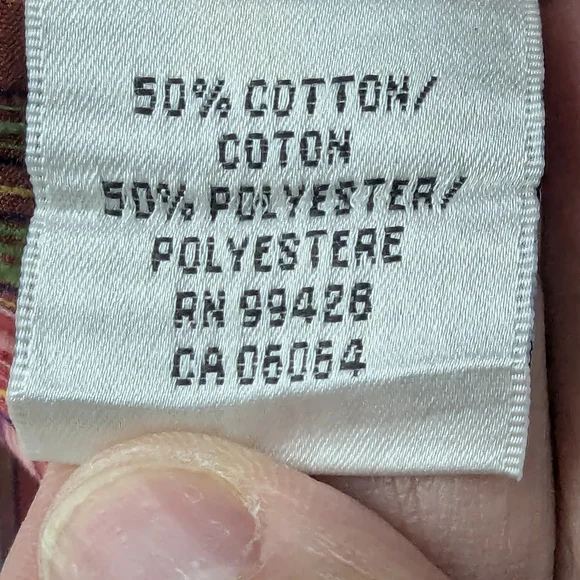 50% COTTON/
COTON
50% POLYESTER/
POLYESTERE
RN 99426
CA 06064